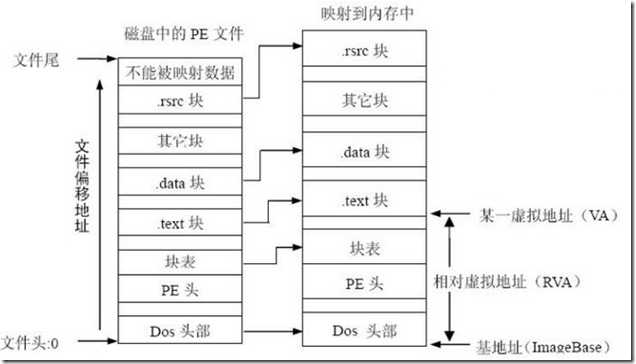 磁盘中的 PE 文件
映射到内存中
文件尾
不能被映射数据
.rsrc 块
其它块
.data 块
.text 块
块表
PE 头
Dos 头部
文件偏移地址
文件头:0
.rsrc 块
其它块
.data 块
.text 块
块表
PE 头
Dos 头部
某一虚拟地址（VA）
相对虚拟地址（RVA）
基地址（ImageBase）